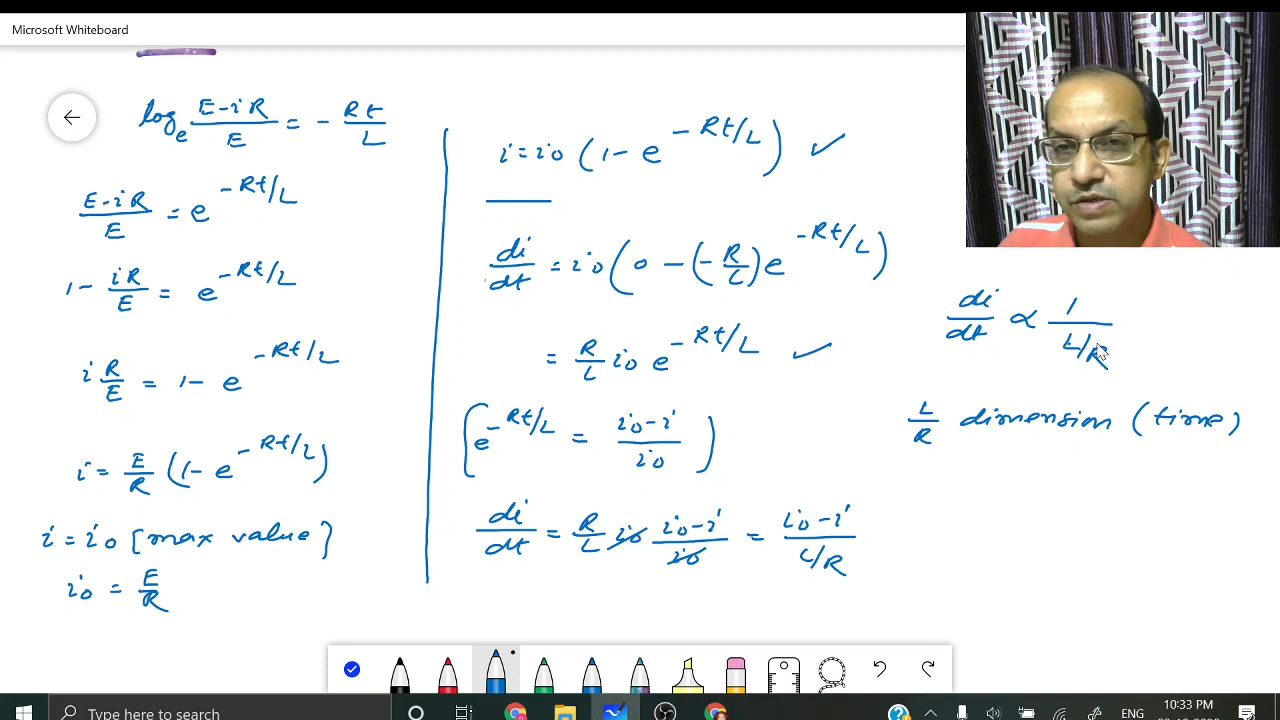 Microsoft Whiteboard
logₑ (E-iR)/E = - Rt/L
(E-iR)/E = e^(-Rt/L)
1 - iR/E = e^(-Rt/L)
i R/E = 1 - e^(-Rt/L)
i = E/R (1 - e^(-Rt/L))
i = i₀ [max value]
i₀ = E/R
i = i₀ (1 - e^(-Rt/L)) ✓
di/dt = i₀ (0 - (-R/L) e^(-Rt/L))
= R/L i₀ e^(-Rt/L) ✓
[e^(-Rt/L) = (i₀-i)/i₀]
di/dt = R/L i₀ (i₀-i)/i₀ = (i₀-i)/(L/R)
di/dt ∝ 1/(L/R)
L/R dimension (time)
Type here to search
ENG
10:33 PM